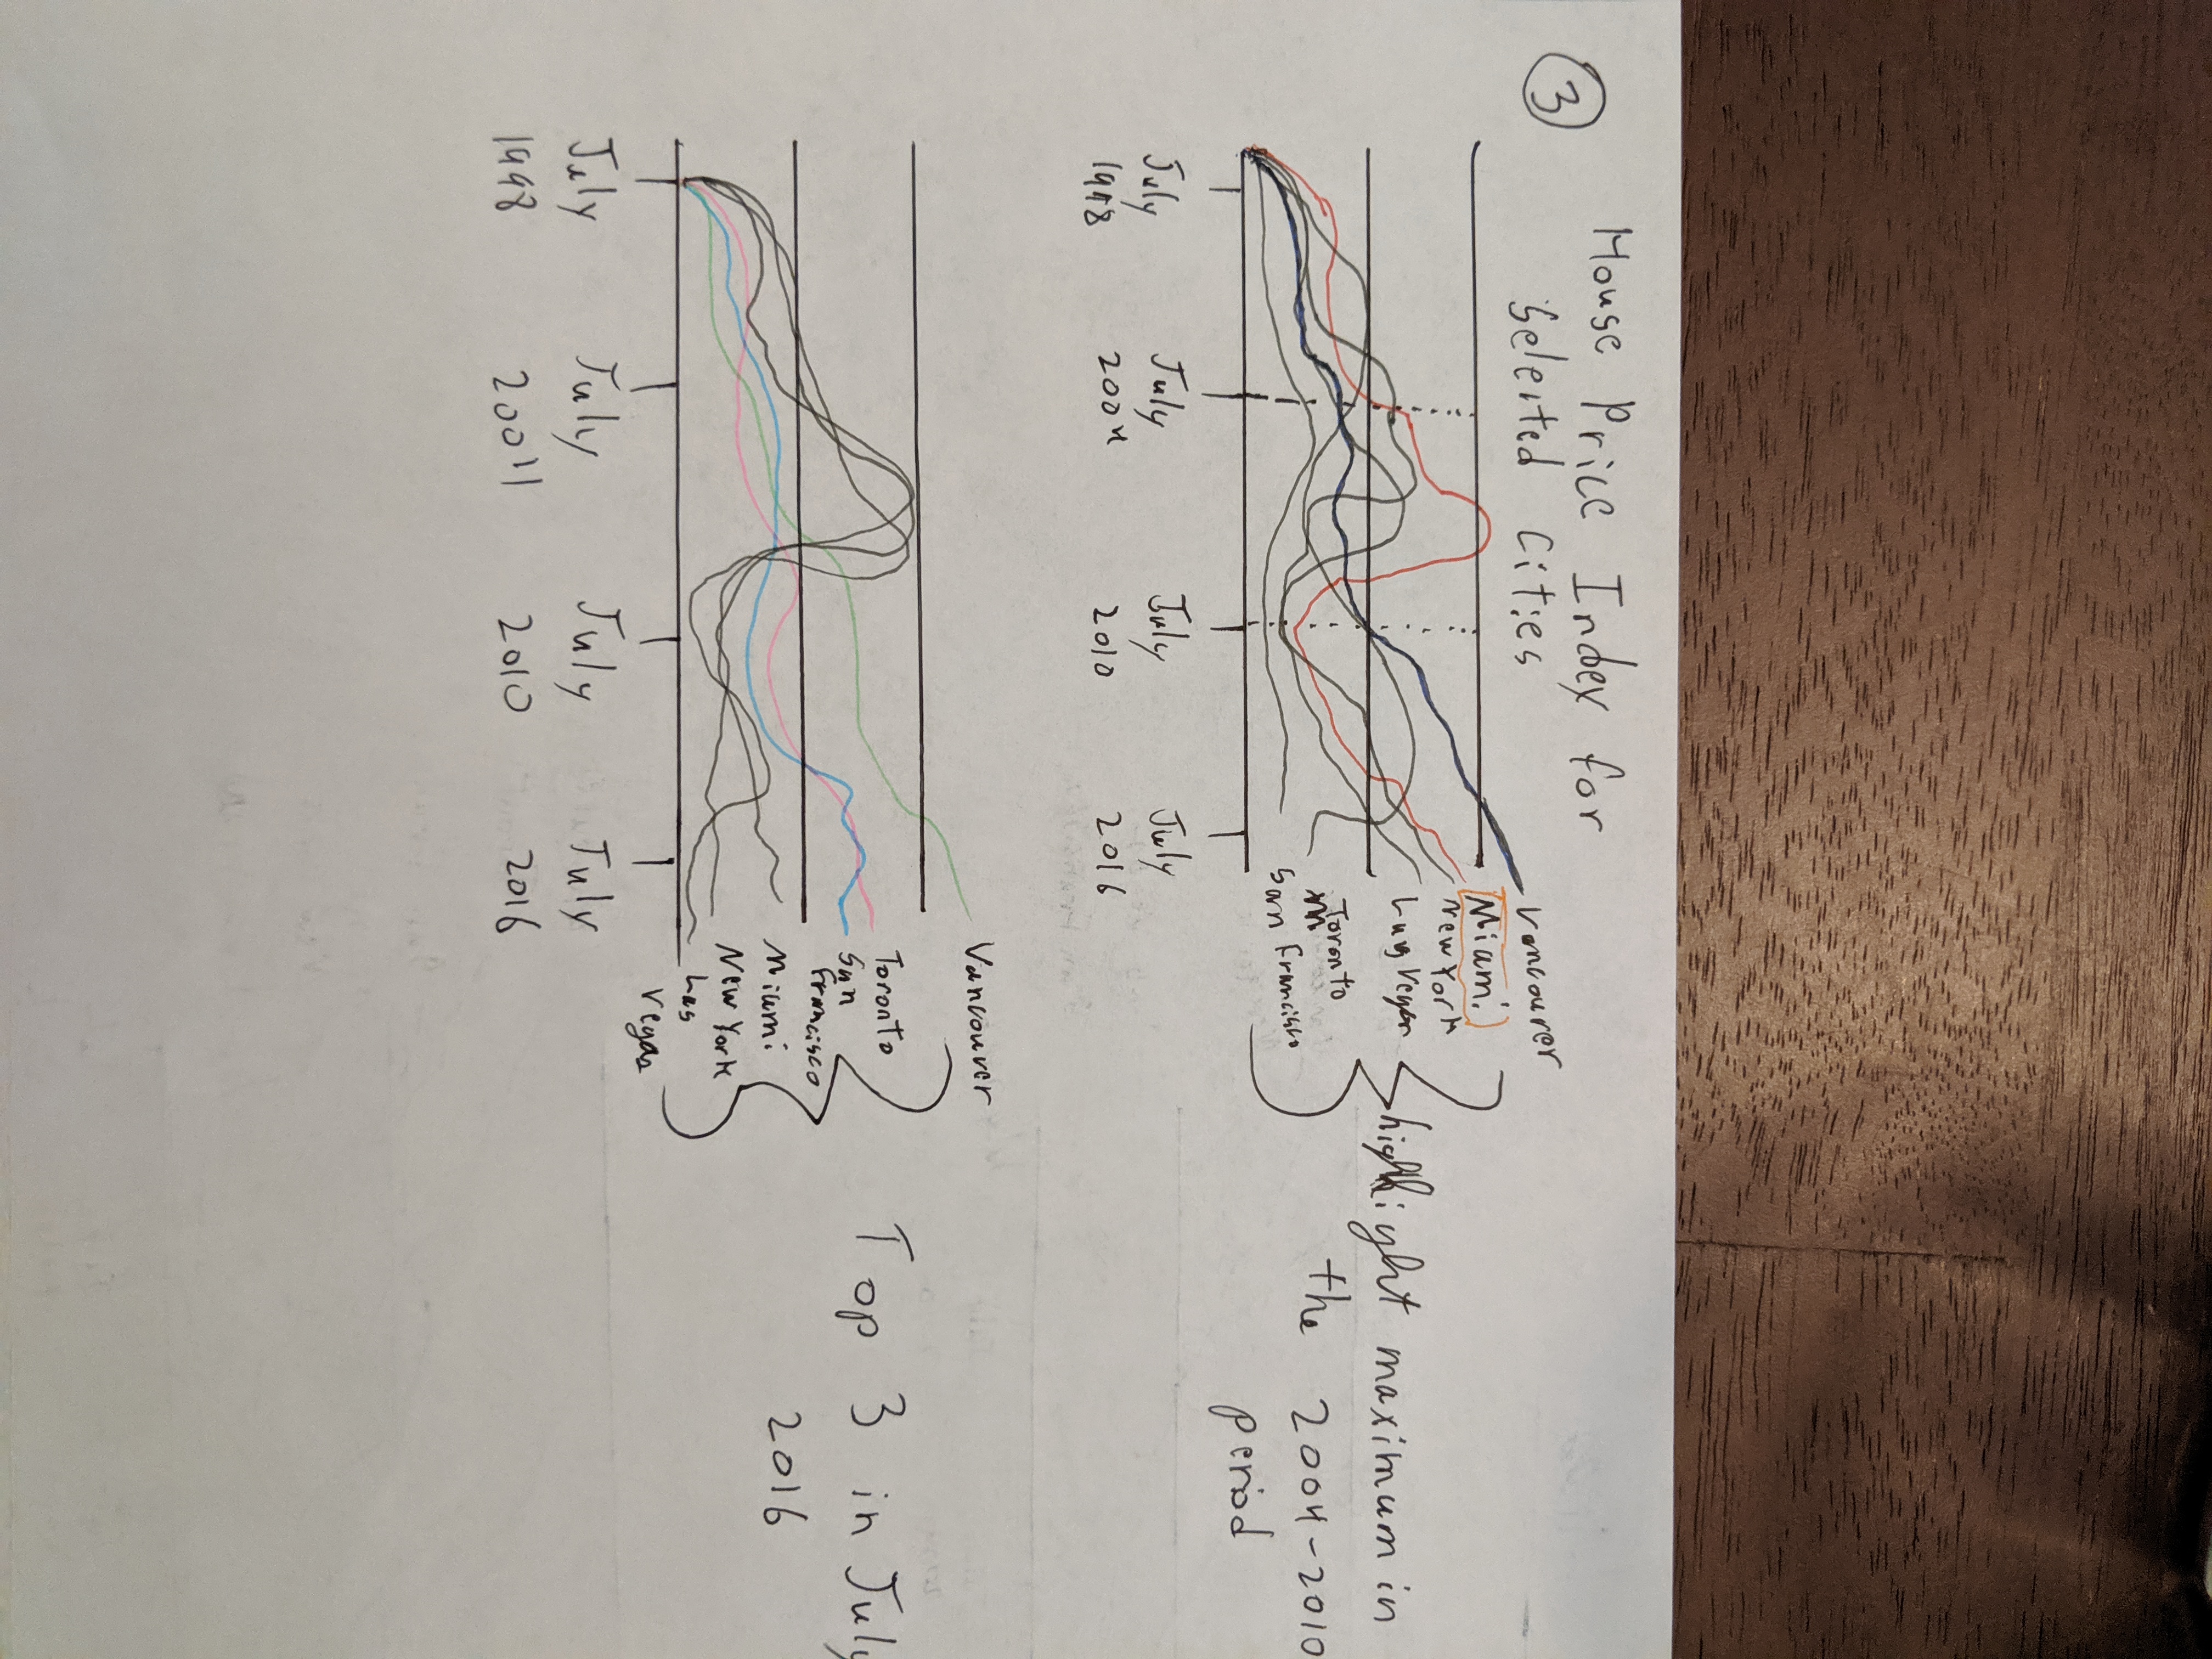 3
House Price Index for
Selected Cities
Vancouver
Miami
New York
Las Vegas
Toronto
San Francisco
highlight maximum in
the 2004-2010
period
July
1998
July
2004
July
2010
July
2016
Vancouver
Toronto
San
Francisco
Miami
New York
Las
Vegas
Top 3 in July
2016
July
1998
July
2004
July
2010
July
2016